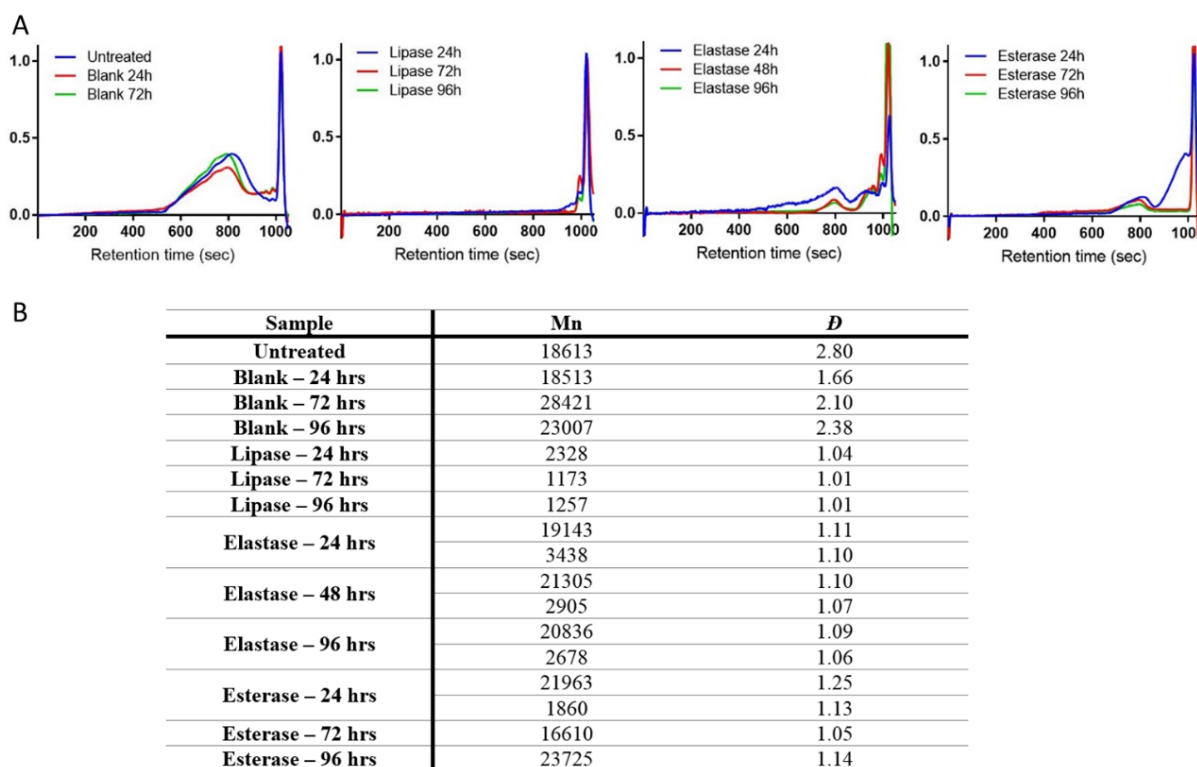 A
Untreated
Blank 24h
Blank 72h
1.0
0.5
0.0
200 400 600 800 1000
Retention time (sec)
Lipase 24h
Lipase 72h
Lipase 96h
1.0
0.5
0.0
200 400 600 800 1000
Retention time (sec)
Elastase 24h
Elastase 48h
Elastase 96h
1.0
0.5
0.0
200 400 600 800 1000
Retention time (sec)
Esterase 24h
Esterase 72h
Esterase 96h
1.0
0.5
0.0
200 400 600 800 1000
Retention time (sec)
B
Sample Mn Đ
Untreated 18613 2.80
Blank – 24 hrs 18513 1.66
Blank – 72 hrs 28421 2.10
Blank – 96 hrs 23007 2.38
Lipase – 24 hrs 2328 1.04
Lipase – 72 hrs 1173 1.01
Lipase – 96 hrs 1257 1.01
Elastase – 24 hrs 19143 1.11
3438 1.10
Elastase – 48 hrs 21305 1.10
2905 1.07
Elastase – 96 hrs 20836 1.09
2678 1.06
Esterase – 24 hrs 21963 1.25
1860 1.13
Esterase – 72 hrs 16610 1.05
Esterase – 96 hrs 23725 1.14